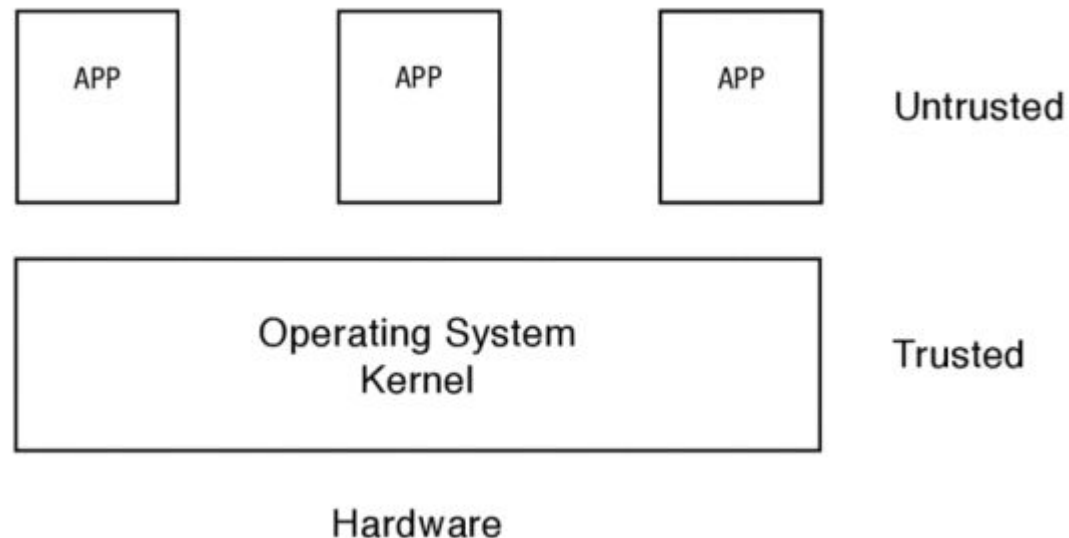 APP APP APP Untrusted
Operating System
Kernel
Trusted
Hardware